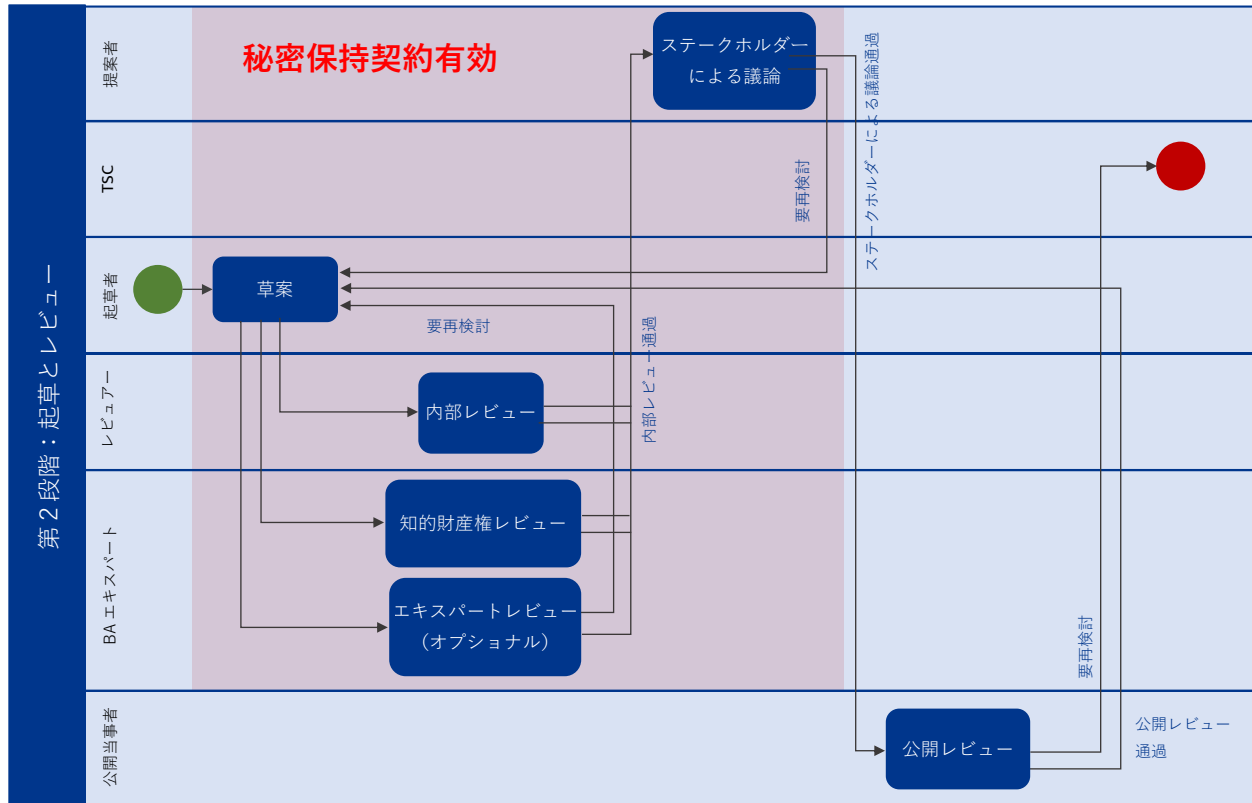 第２段階：起草とレビュー
提案者
秘密保持契約有効
ステークホルダー
による議論
ステークホルダーによる議論通過
要再検討
TSC
起草者
草案
要再検討
内部レビュー通過
レビュアー
内部レビュー
BA エキスパート
知的財産権レビュー
エキスパートレビュー
（オプショナル）
要再検討
公開当事者
公開レビュー
公開レビュー
通過